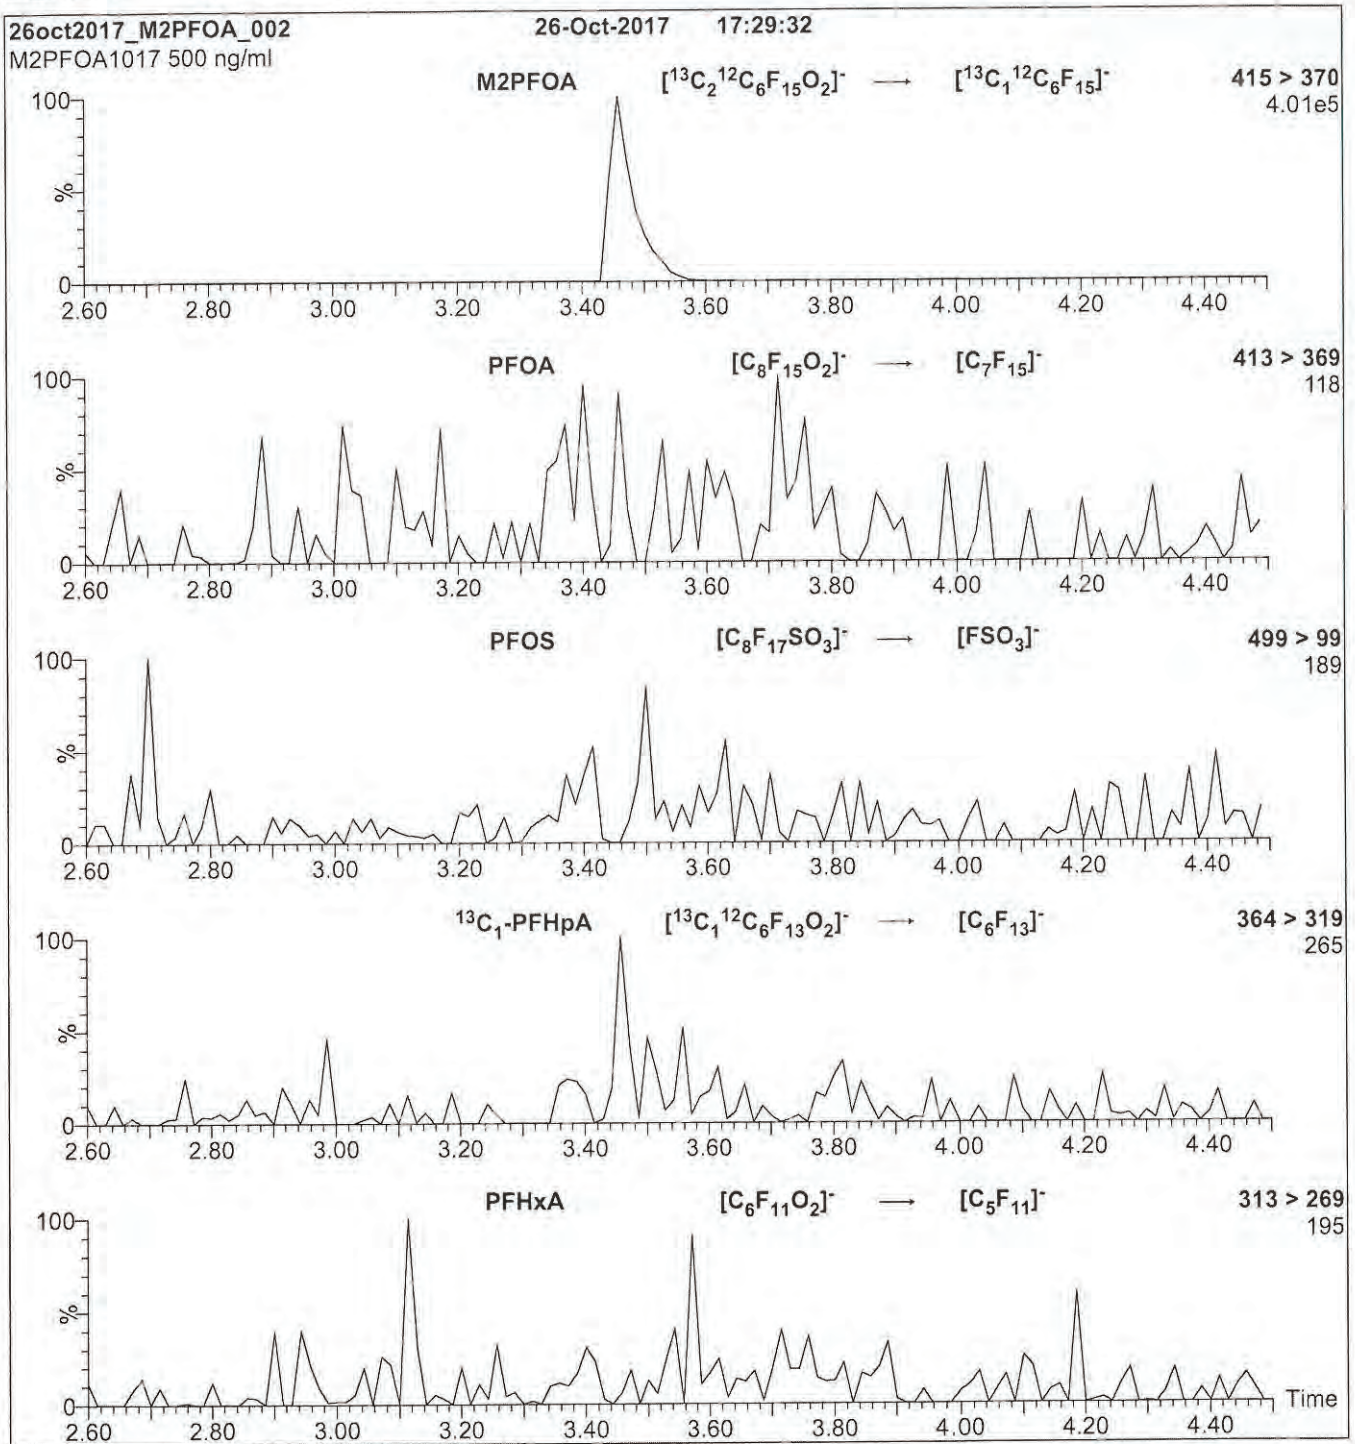 26oct2017_M2PFOA_002 26-Oct-2017 17:29:32
M2PFOA1017 500 ng/ml
M2PFOA [¹³C₂¹²C₆F₁₅O₂]⁻ → [¹³C₁¹²C₆F₁₅]⁻ 415 > 370
4.01e5
100
%
0
2.60 2.80 3.00 3.20 3.40 3.60 3.80 4.00 4.20 4.40
PFOA [C₈F₁₅O₂]⁻ → [C₇F₁₅]⁻ 413 > 369
118
100
%
0
2.60 2.80 3.00 3.20 3.40 3.60 3.80 4.00 4.20 4.40
PFOS [C₈F₁₇SO₃]⁻ → [FSO₃]⁻ 499 > 99
189
100
%
0
2.60 2.80 3.00 3.20 3.40 3.60 3.80 4.00 4.20 4.40
¹³C₁-PFHpA [¹³C₁¹²C₆F₁₃O₂]⁻ → [C₆F₁₃]⁻ 364 > 319
265
100
%
0
2.60 2.80 3.00 3.20 3.40 3.60 3.80 4.00 4.20 4.40
PFHxA [C₆F₁₁O₂]⁻ → [C₅F₁₁]⁻ 313 > 269
195
100
%
0 Time
2.60 2.80 3.00 3.20 3.40 3.60 3.80 4.00 4.20 4.40